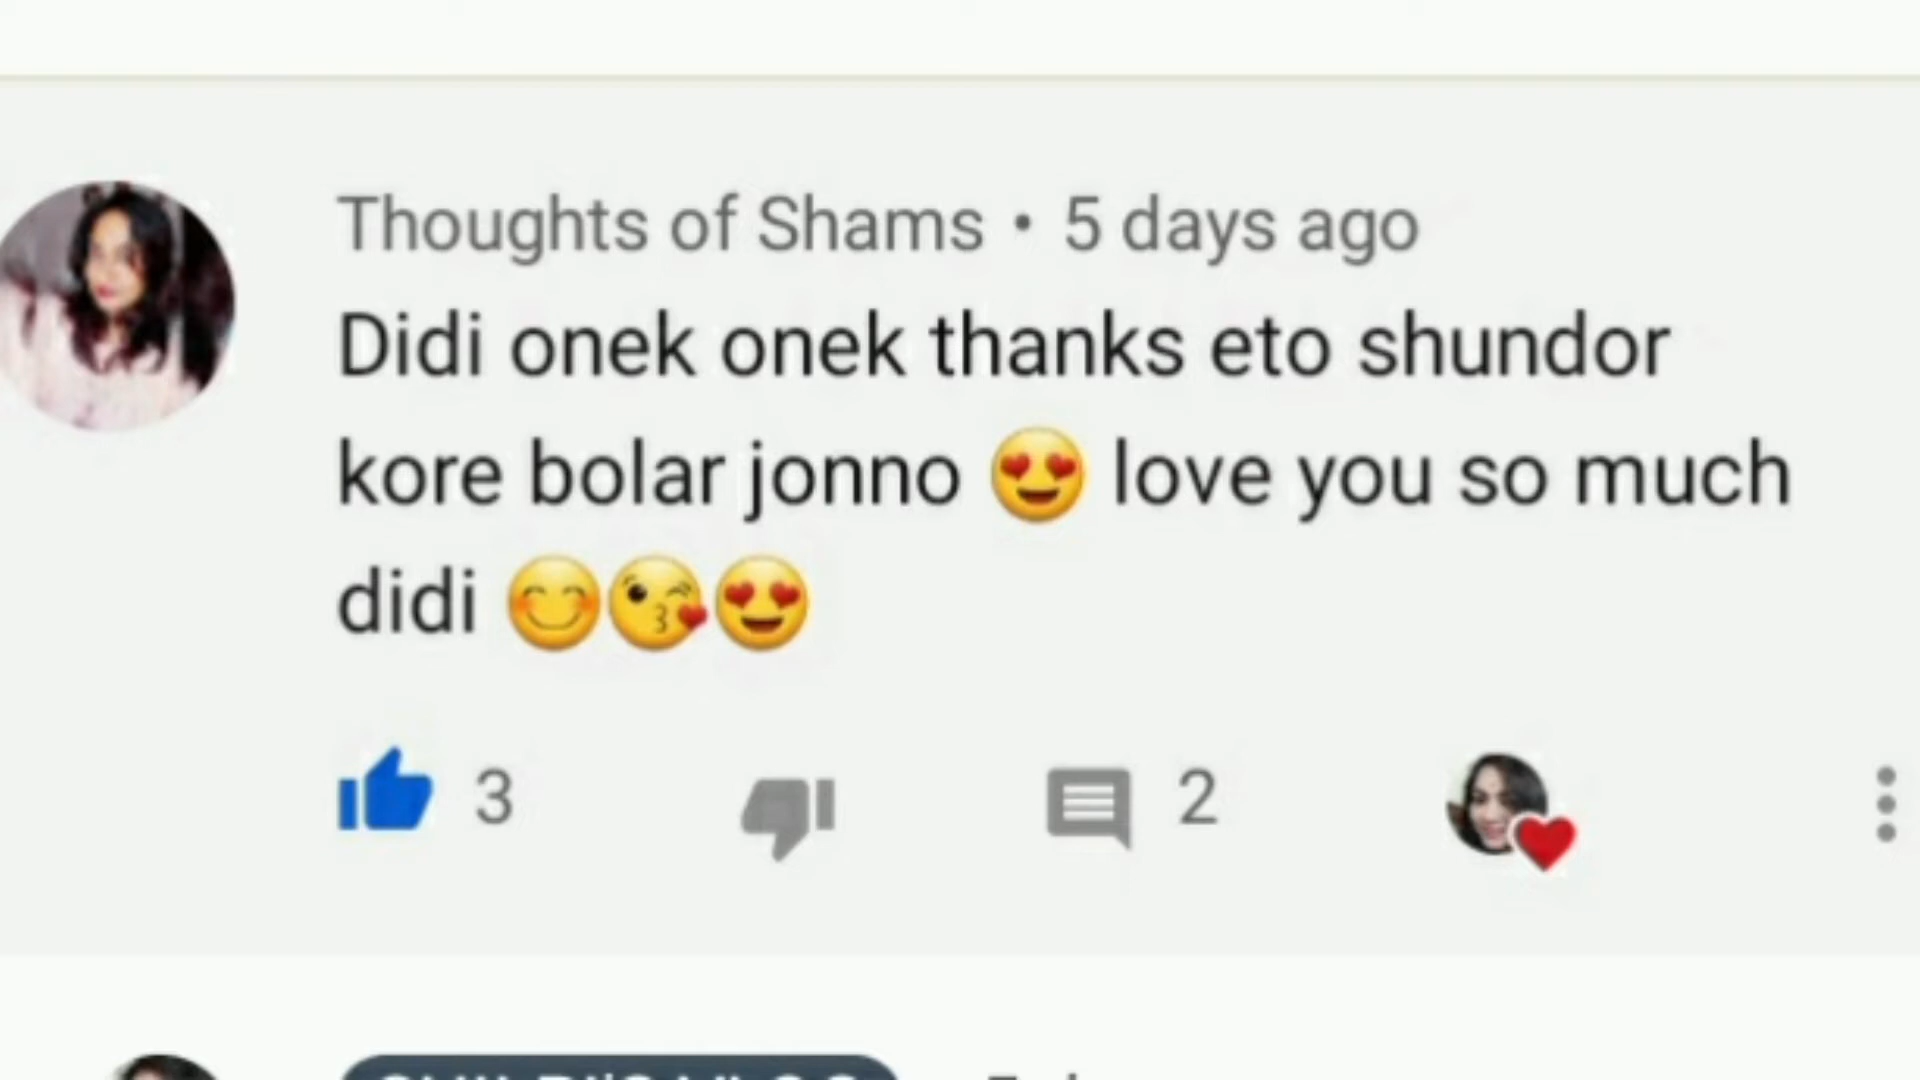 Thoughts of Shams • 5 days ago
Didi onek onek thanks eto shundor
kore bolar jonno 😍 love you so much
didi 😊😘😍
3 2